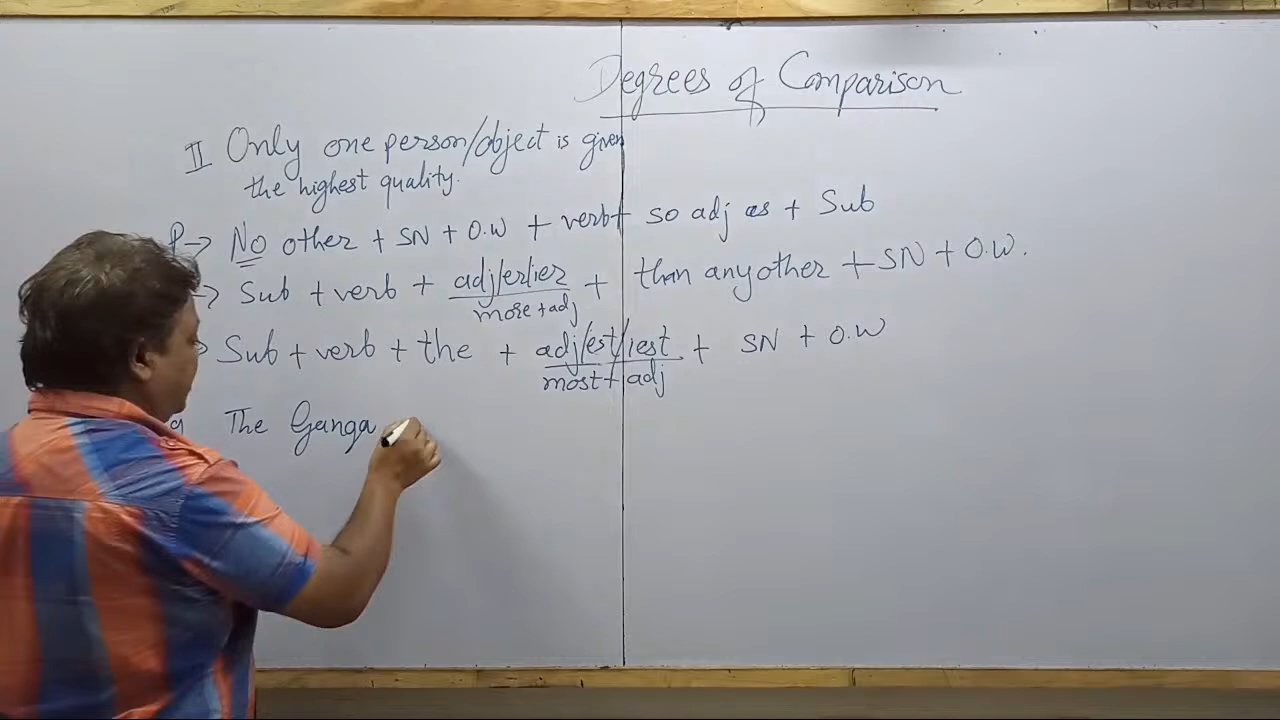 Degrees of Comparison
II Only one person/object is given
the highest quality.
P→ No other + SN + O.W + verb+ so adj as + Sub
→ Sub + verb + adj/er/ier + than any other + SN + O.W.
more + adj
Sub + verb + the + adj/est/iest + SN + O.W
most + adj
The Ganga